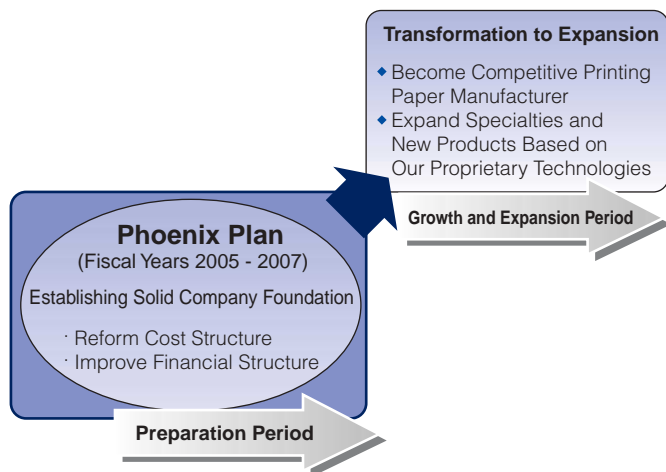 Transformation to Expansion
◆ Become Competitive Printing
Paper Manufacturer
◆ Expand Specialties and
New Products Based on
Our Proprietary Technologies
Growth and Expansion Period
Phoenix Plan
(Fiscal Years 2005 - 2007)
Establishing Solid Company Foundation
· Reform Cost Structure
· Improve Financial Structure
Preparation Period